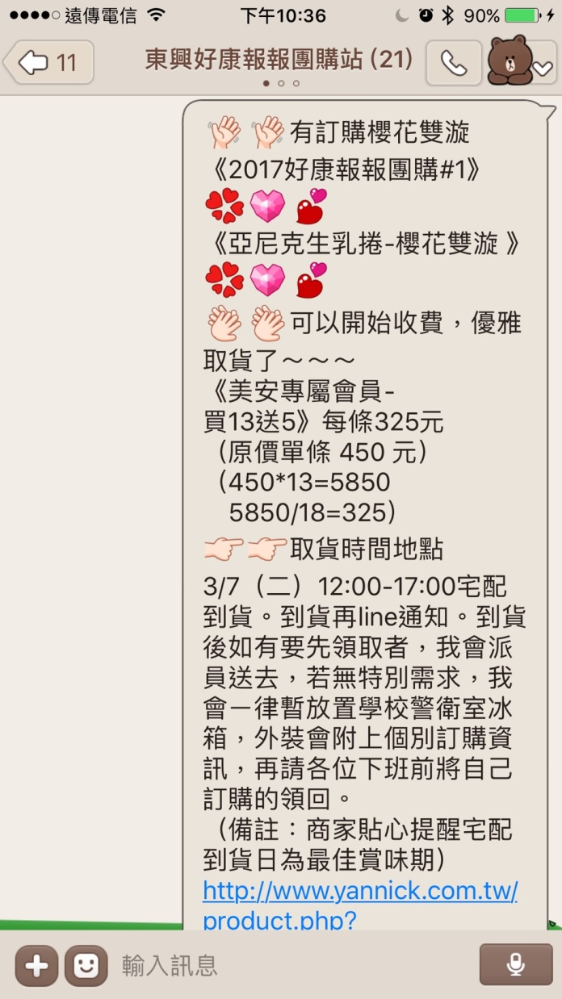 遠傳電信 下午10:36 90%
11 東興好康報報團購站 (21)
有訂購櫻花雙漩
《2017好康報報團購#1》
《亞尼克生乳捲-櫻花雙漩 》
可以開始收費，優雅
取貨了～～～
《美安專屬會員-
買13送5》每條325元
（原價單條 450 元）
（450*13=5850
5850/18=325）
取貨時間地點
3/7（二）12:00-17:00宅配
到貨。到貨再line通知。到貨
後如有要先領取者，我會派
員送去，若無特別需求，我
會一律暫放置學校警衛室冰
箱，外裝會附上個別訂購資
訊，再請各位下班前將自己
訂購的領回。
（備註：商家貼心提醒宅配
到貨日為最佳賞味期）
http://www.yannick.com.tw/
product.php?
輸入訊息